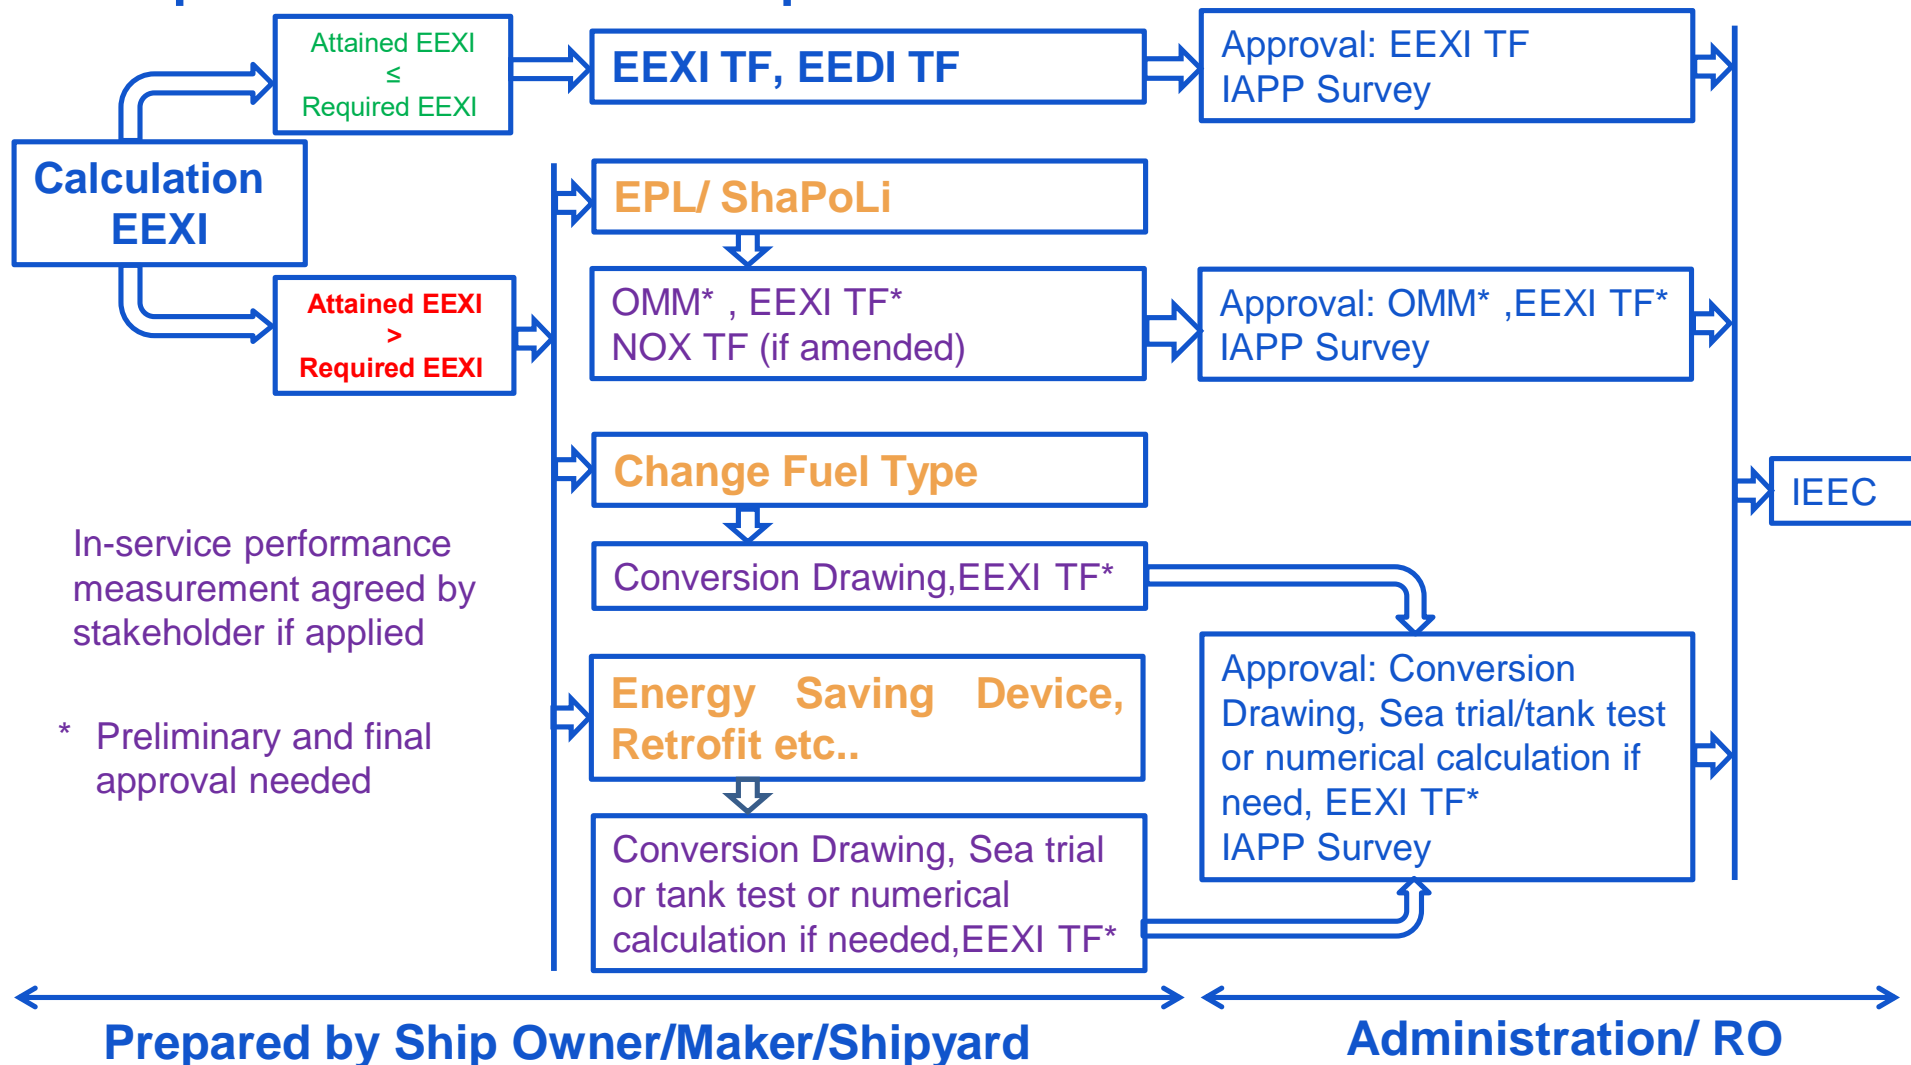 Attained EEXI
≤
Required EEXI
EEXI TF, EEDI TF
Approval: EEXI TF
IAPP Survey
Calculation
EEXI
EPL/ ShaPoLi
Attained EEXI
>
Required EEXI
OMM* , EEXI TF*
NOX TF (if amended)
Approval: OMM* ,EEXI TF*
IAPP Survey
Change Fuel Type
IEEC
In-service performance
measurement agreed by
stakeholder if applied
Conversion Drawing,EEXI TF*
Energy Saving Device,
Retrofit etc..
Approval: Conversion
Drawing, Sea trial/tank test
or numerical calculation if
need, EEXI TF*
IAPP Survey
* Preliminary and final
approval needed
Conversion Drawing, Sea trial
or tank test or numerical
calculation if needed,EEXI TF*
Prepared by Ship Owner/Maker/Shipyard
Administration/ RO